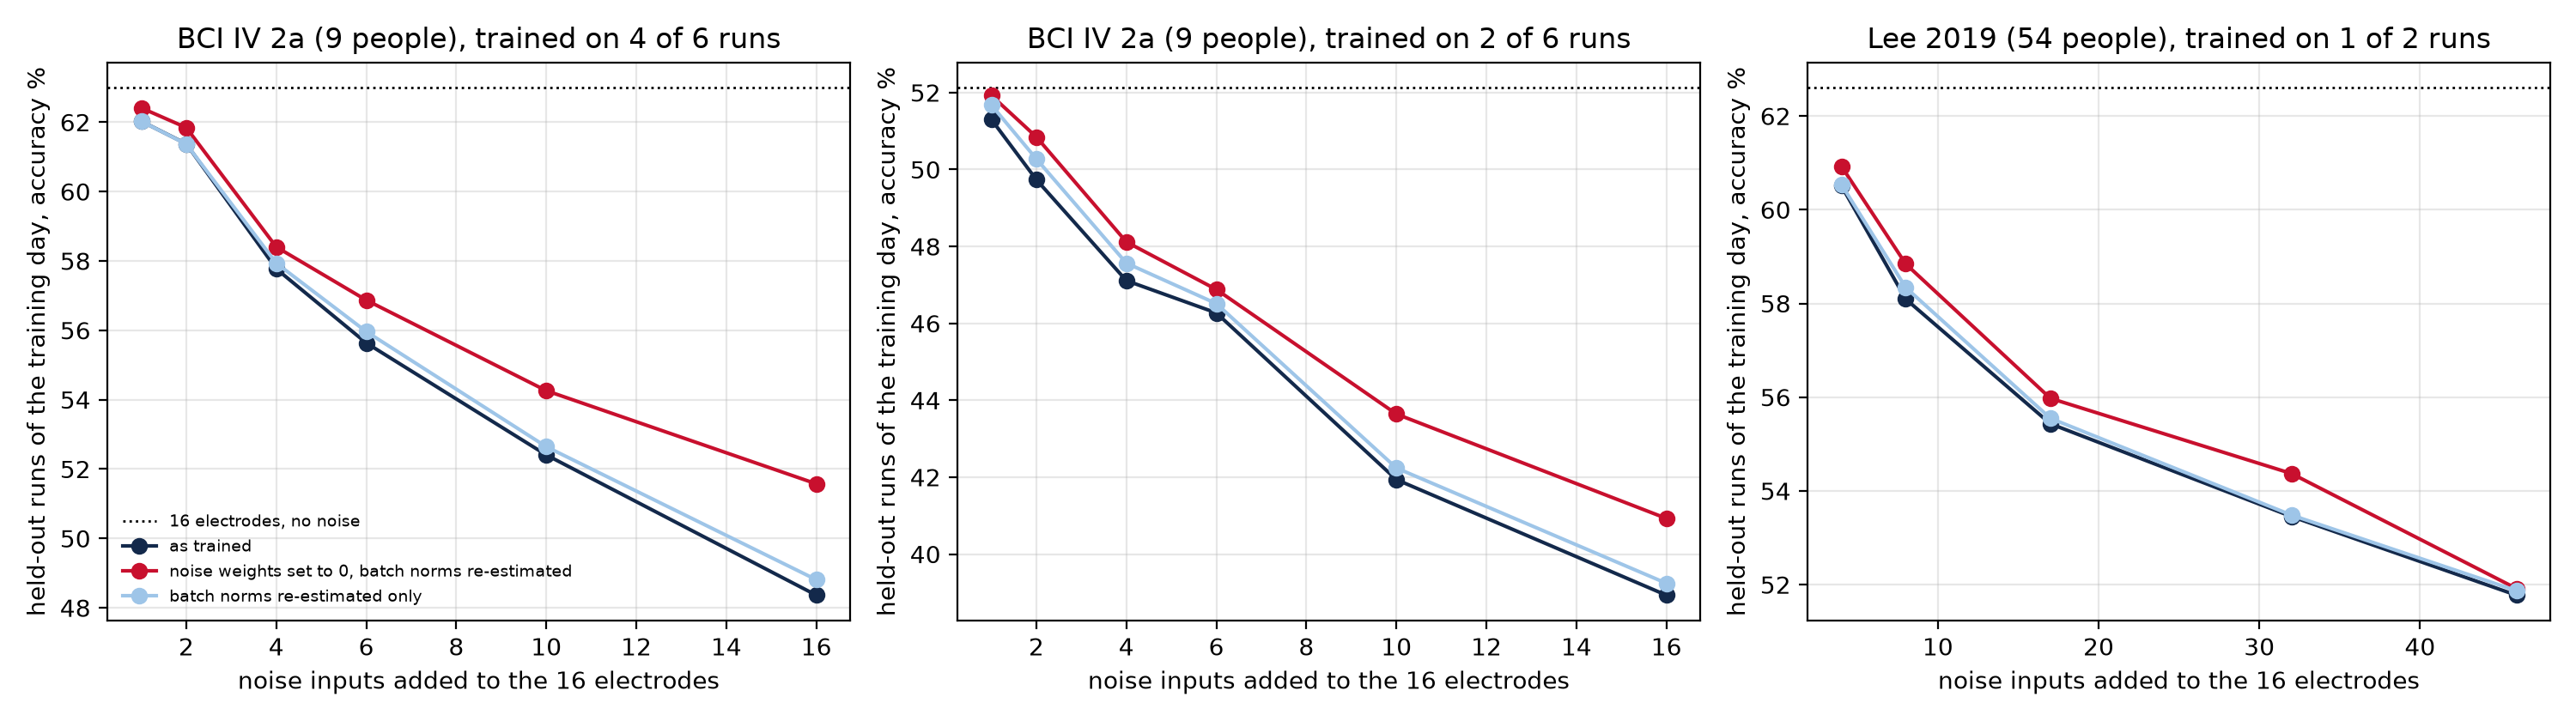 BCI IV 2a (9 people), trained on 4 of 6 runs
held-out runs of the training day, accuracy %
62
60
58
56
54
52
50
48
16 electrodes, no noise
as trained
noise weights set to 0, batch norms re-estimated
batch norms re-estimated only
2 4 6 8 10 12 14 16
noise inputs added to the 16 electrodes
BCI IV 2a (9 people), trained on 2 of 6 runs
held-out runs of the training day, accuracy %
52
50
48
46
44
42
40
2 4 6 8 10 12 14 16
noise inputs added to the 16 electrodes
Lee 2019 (54 people), trained on 1 of 2 runs
held-out runs of the training day, accuracy %
62
60
58
56
54
52
10 20 30 40
noise inputs added to the 16 electrodes